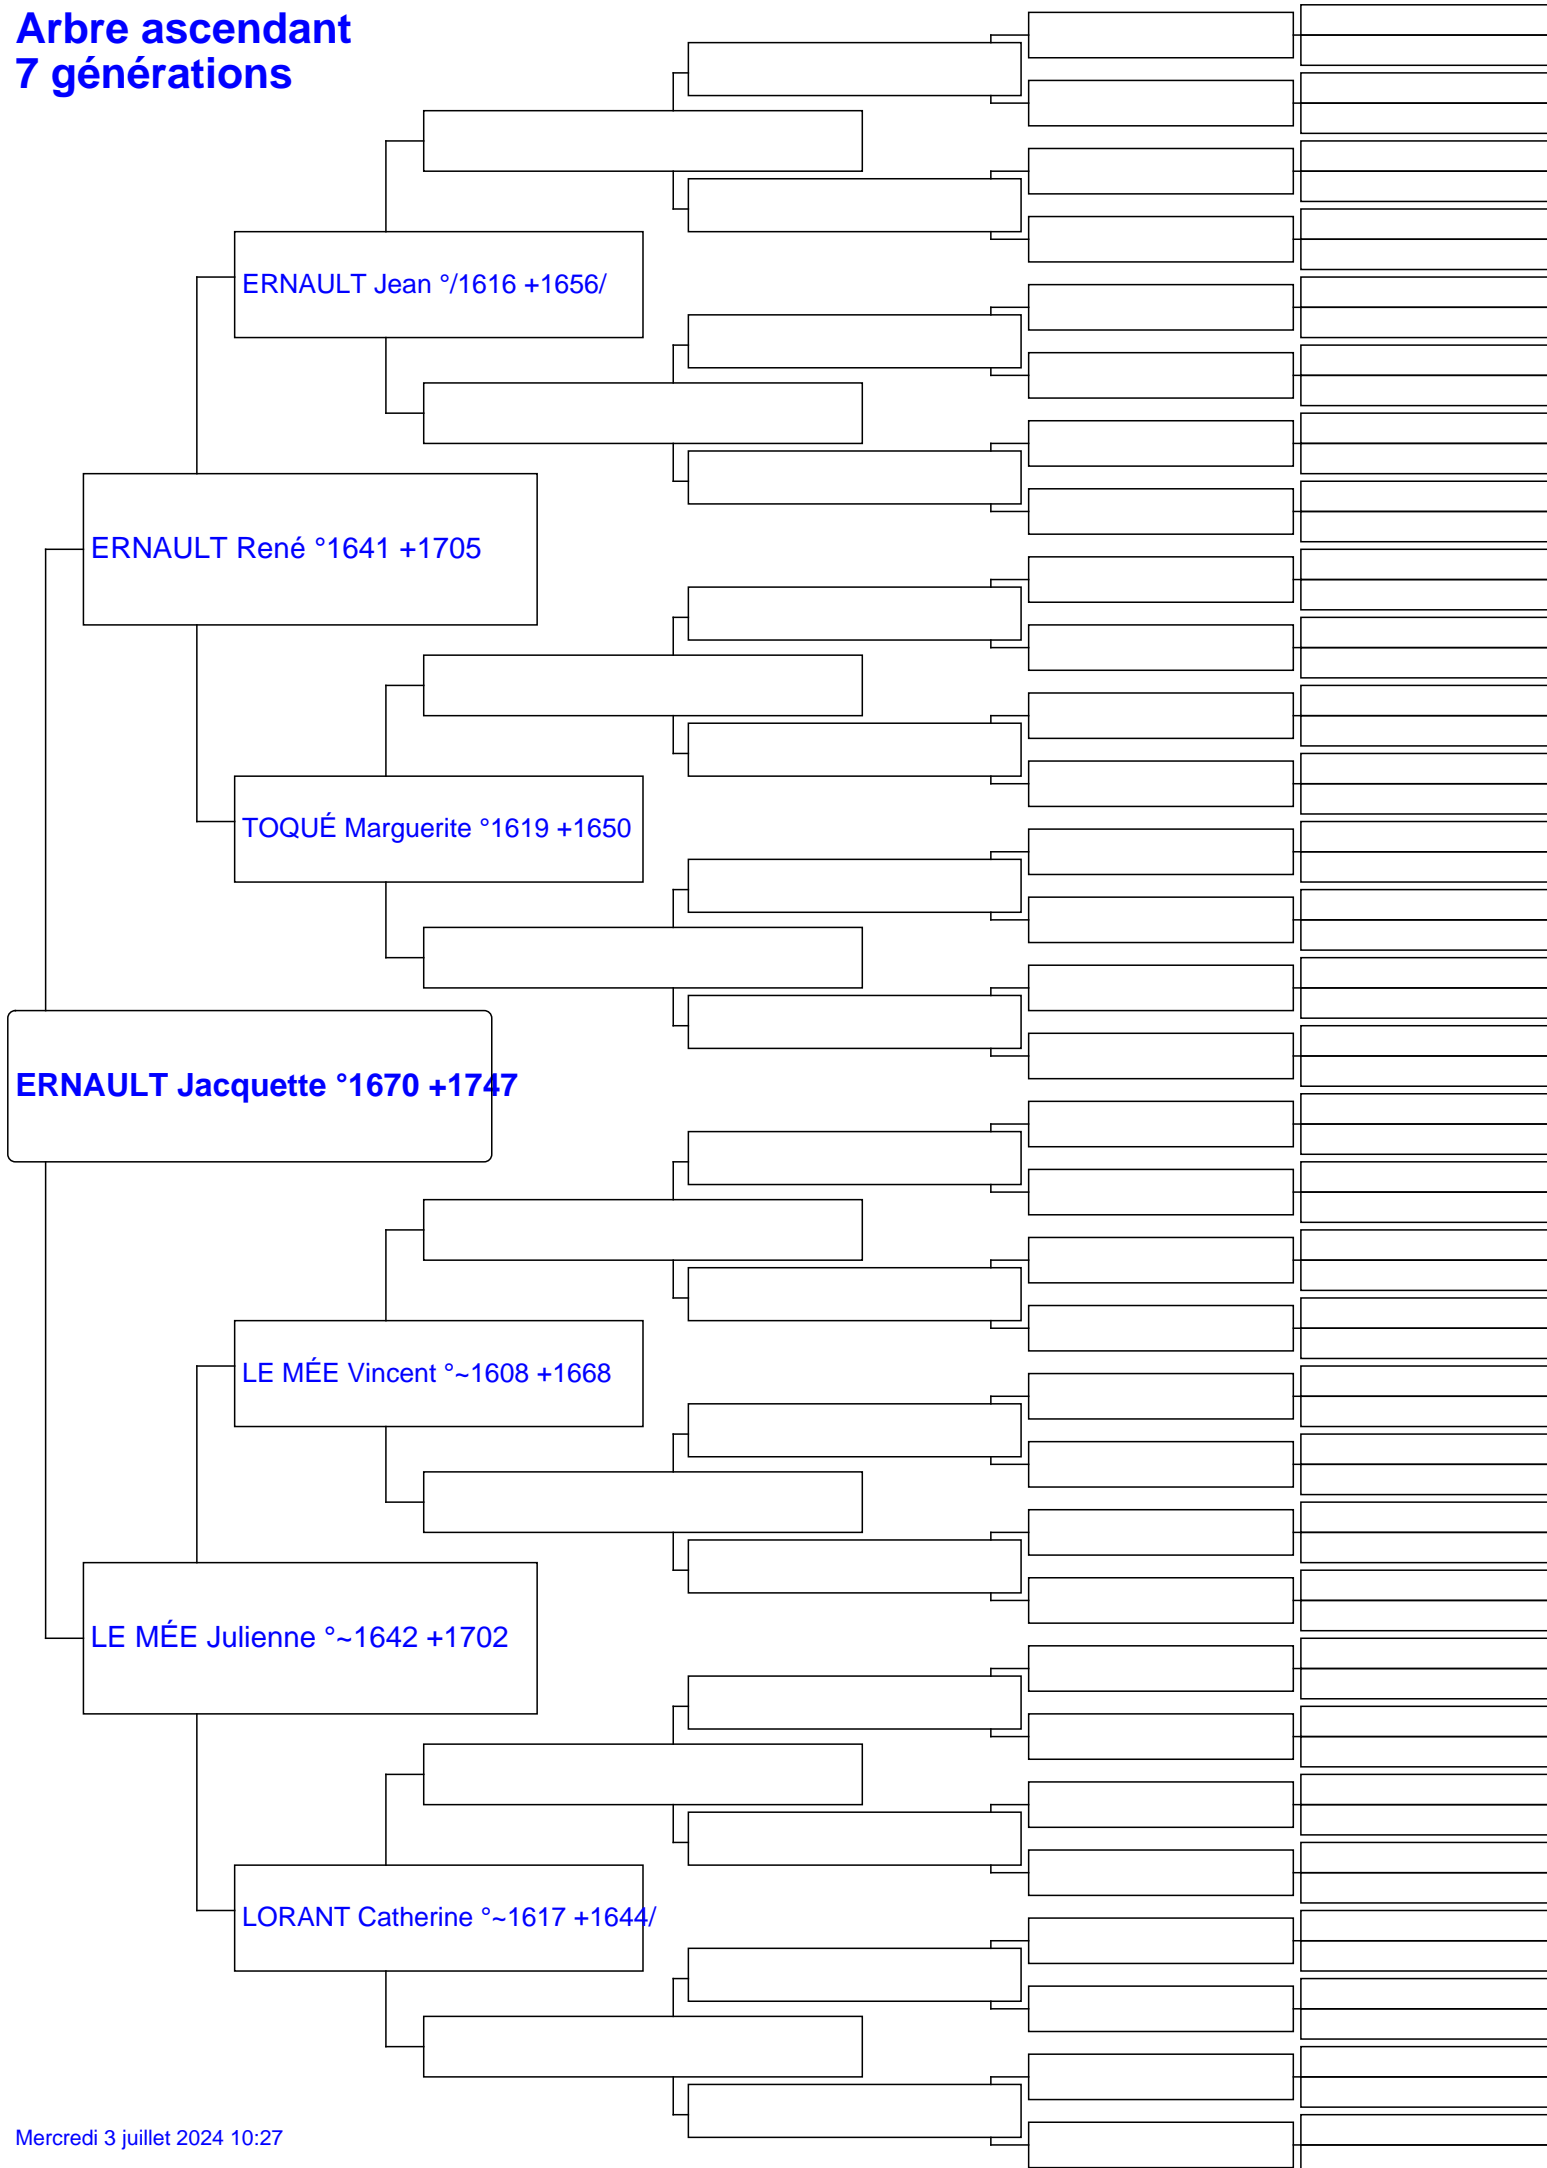 Arbre ascendant
7 générations
ERNAULT Jean °/1616 +1656/
ERNAULT René °1641 +1705
TOQUÉ Marguerite °1619 +1650
ERNAULT Jacquette °1670 +1747
LE MÉE Vincent °~1608 +1668
LE MÉE Julienne °~1642 +1702
LORANT Catherine °~1617 +1644/
Mercredi 3 juillet 2024 10:27